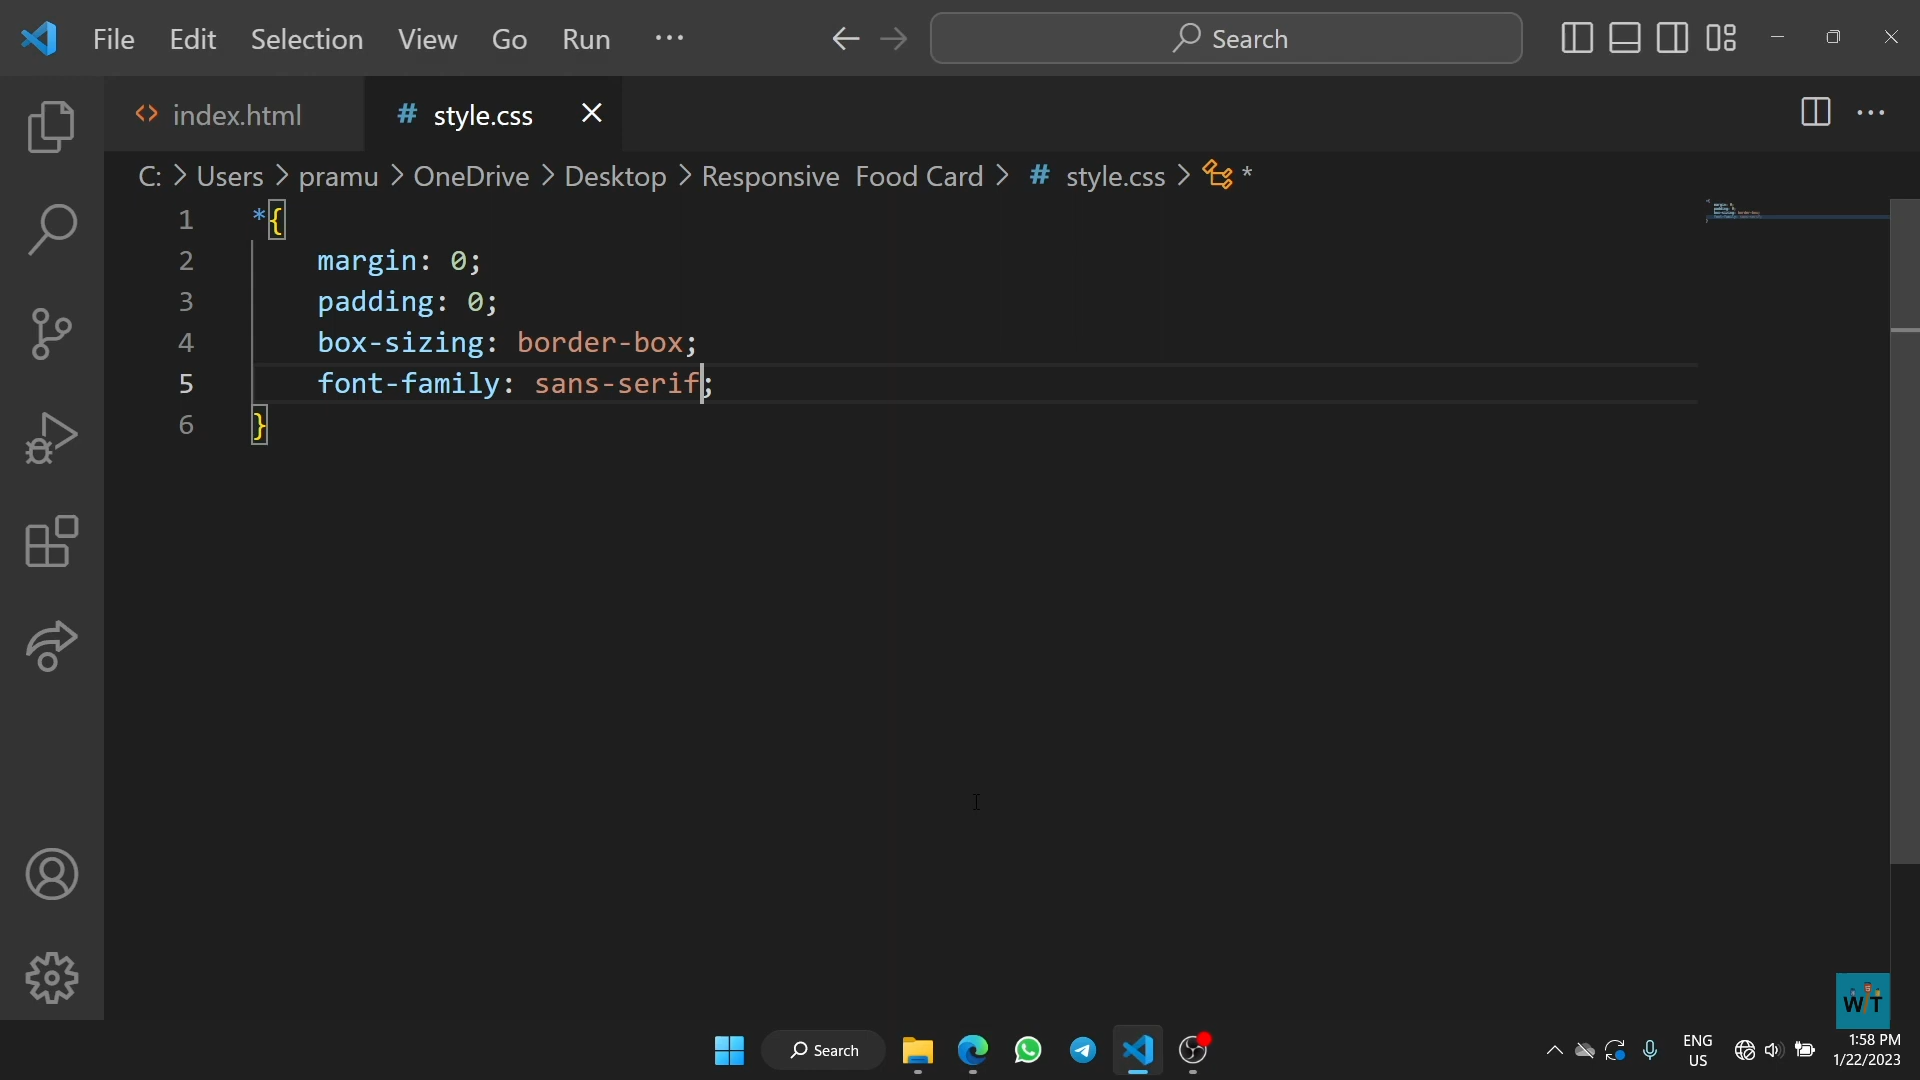 File Edit Selection View Go Run ··· Search
<> index.html # style.css
C: > Users > pramu > OneDrive > Desktop > Responsive Food Card > # style.css > *
1 *{
2 margin: 0;
3 padding: 0;
4 box-sizing: border-box;
5 font-family: sans-serif;
6 }
WIT
Search
ENG
US
1:58 PM
1/22/2023